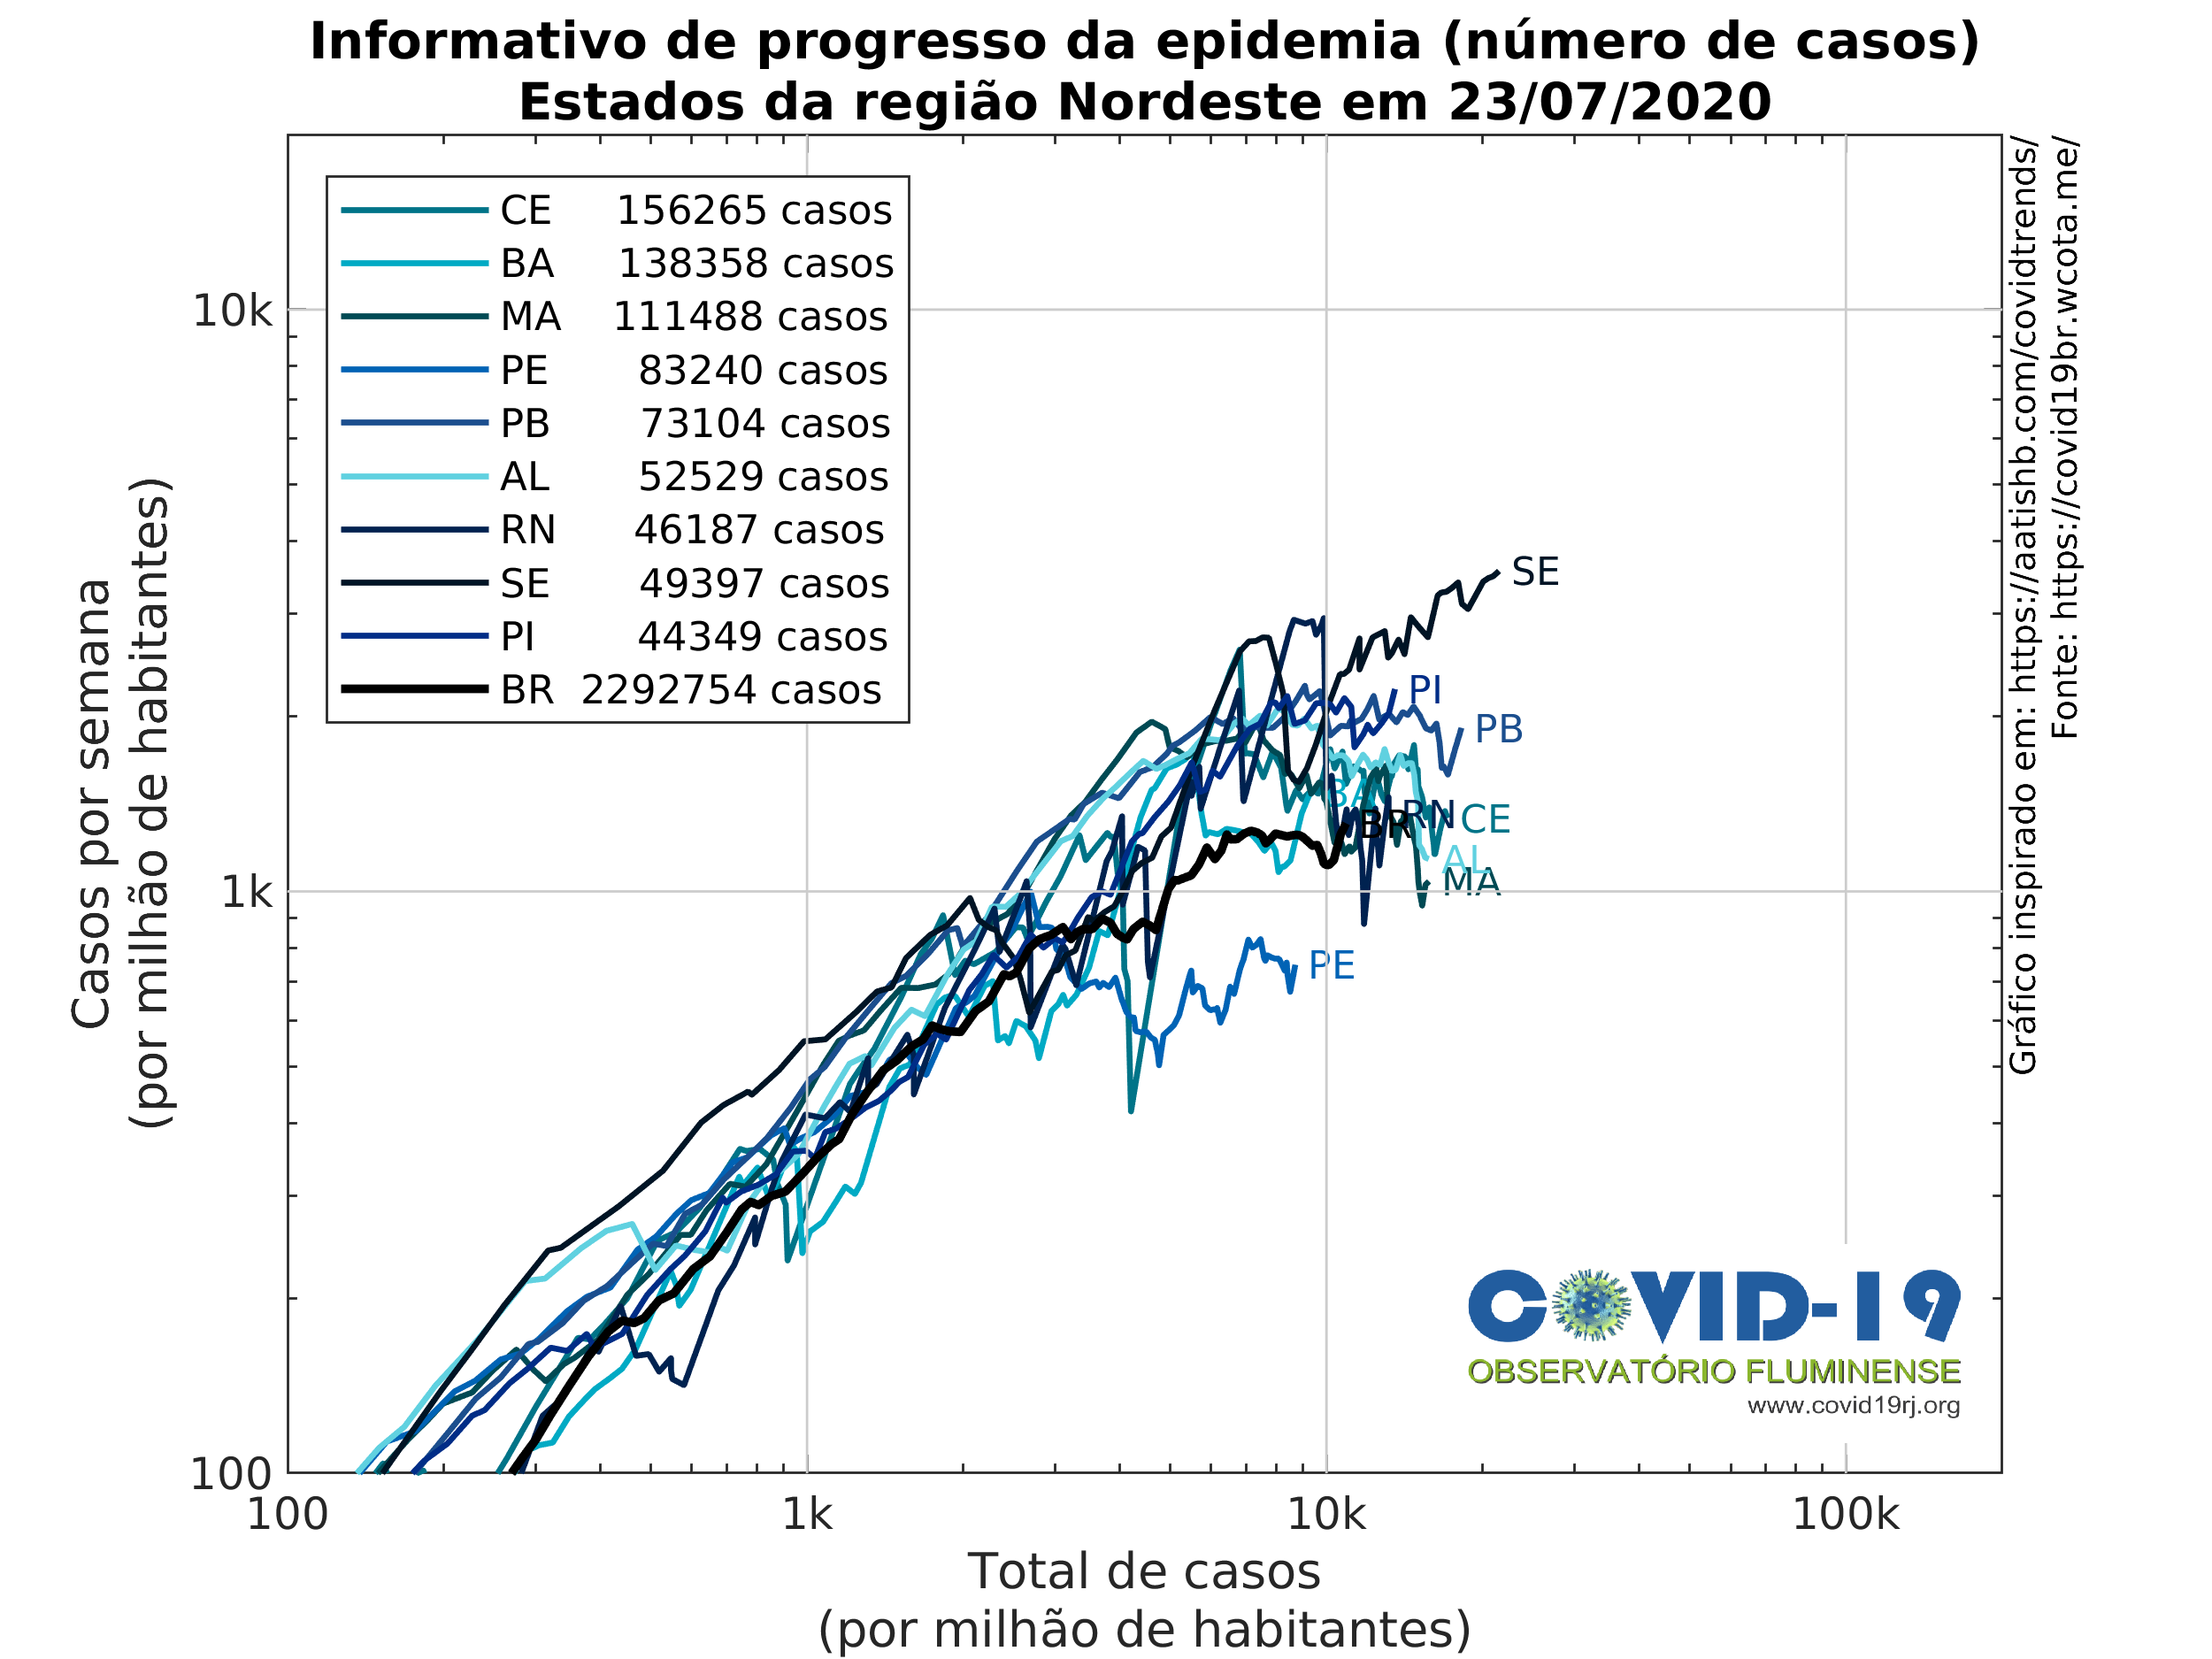 Informativo de progresso da epidemia (número de casos)
Estados da região Nordeste em 23/07/2020
CE 156265 casos
BA 138358 casos
MA 111488 casos
PE 83240 casos
PB 73104 casos
AL 52529 casos
RN 46187 casos
SE 49397 casos
PI 44349 casos
BR 2292754 casos
10k
1k
100
Casos por semana
(por milhão de habitantes)
SE
PI
PB
BA
BR
RN
CE
AL
MA
PE
Gráfico inspirado em: https://aatishb.com/covidtrends/
Fonte: https://covid19br.wcota.me/
COVID-19
OBSERVATÓRIO FLUMINENSE
www.covid19rj.org
100
1k
10k
100k
Total de casos
(por milhão de habitantes)